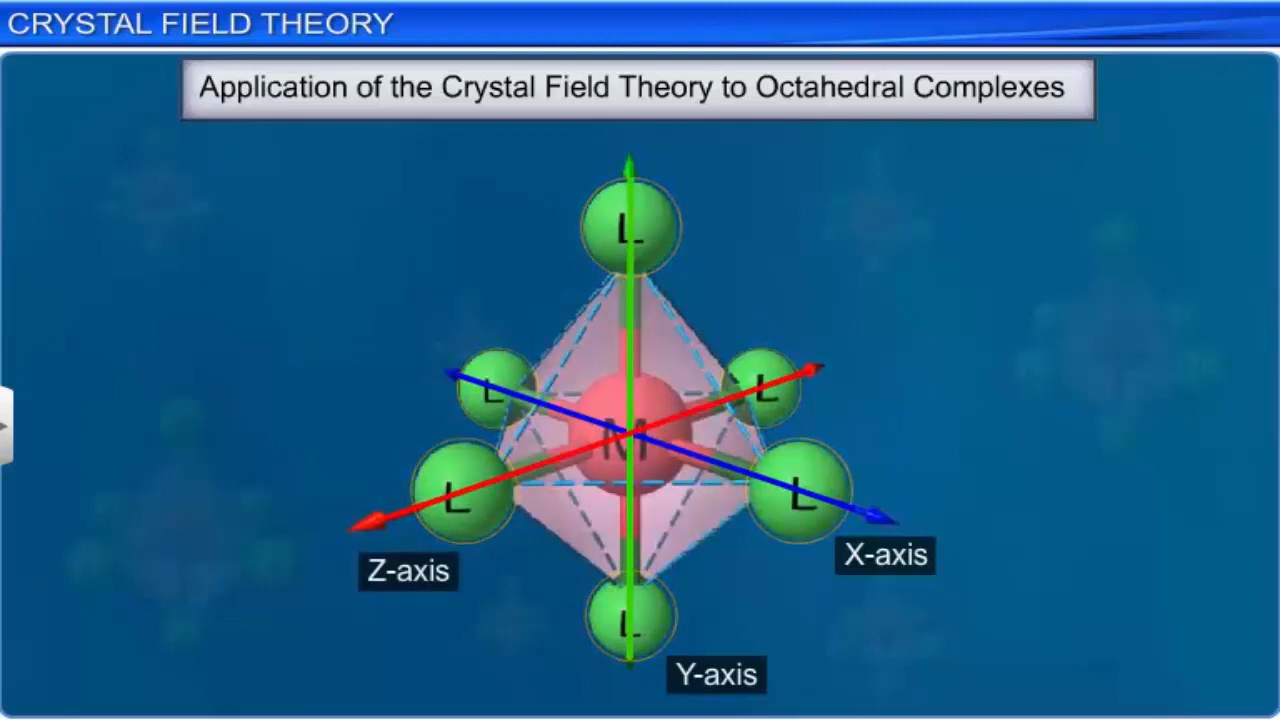 CRYSTAL FIELD THEORY
Application of the Crystal Field Theory to Octahedral Complexes
L
L
L
M
L
L
Z-axis
X-axis
L
Y-axis